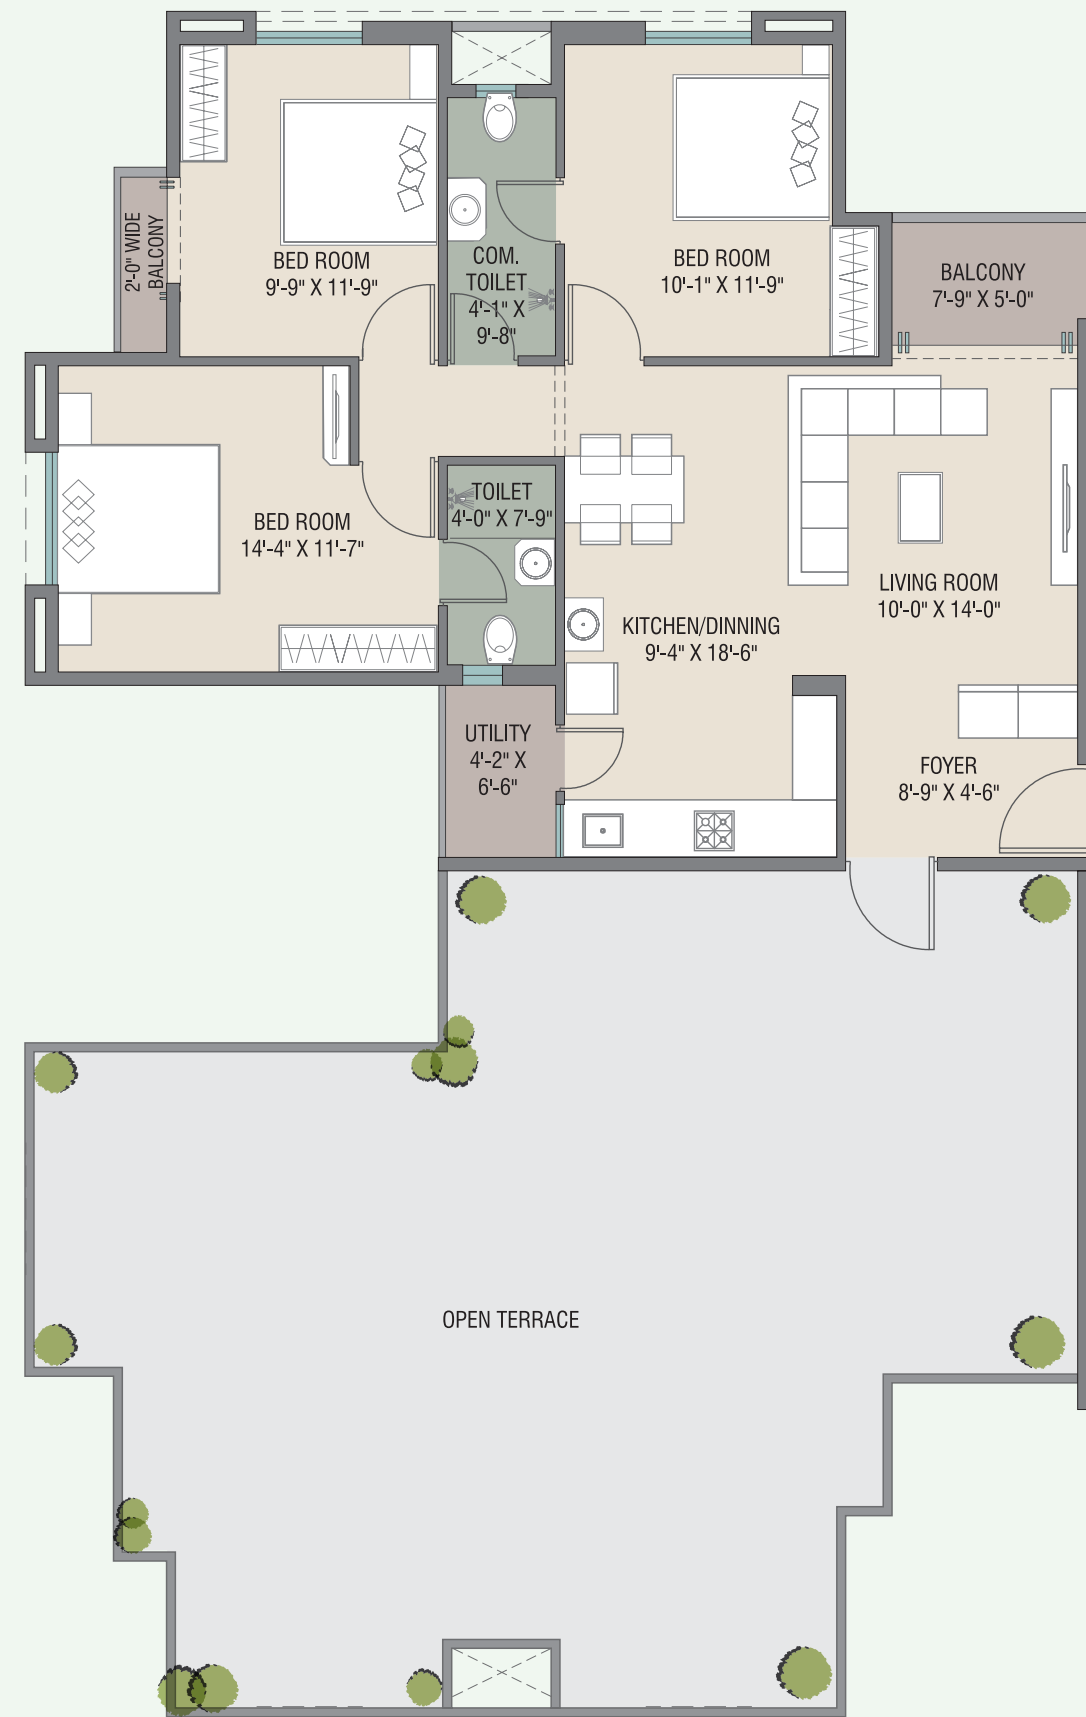 2'-0" WIDE
BALCONY
BED ROOM
9'-9" X 11'-9"
COM.
TOILET
4'-1" X
9'-8"
BED ROOM
10'-1" X 11'-9"
BALCONY
7'-9" X 5'-0"
BED ROOM
14'-4" X 11'-7"
TOILET
4'-0" X 7'-9"
LIVING ROOM
10'-0" X 14'-0"
KITCHEN/DINNING
9'-4" X 18'-6"
UTILITY
4'-2" X
6'-6"
FOYER
8'-9" X 4'-6"
OPEN TERRACE